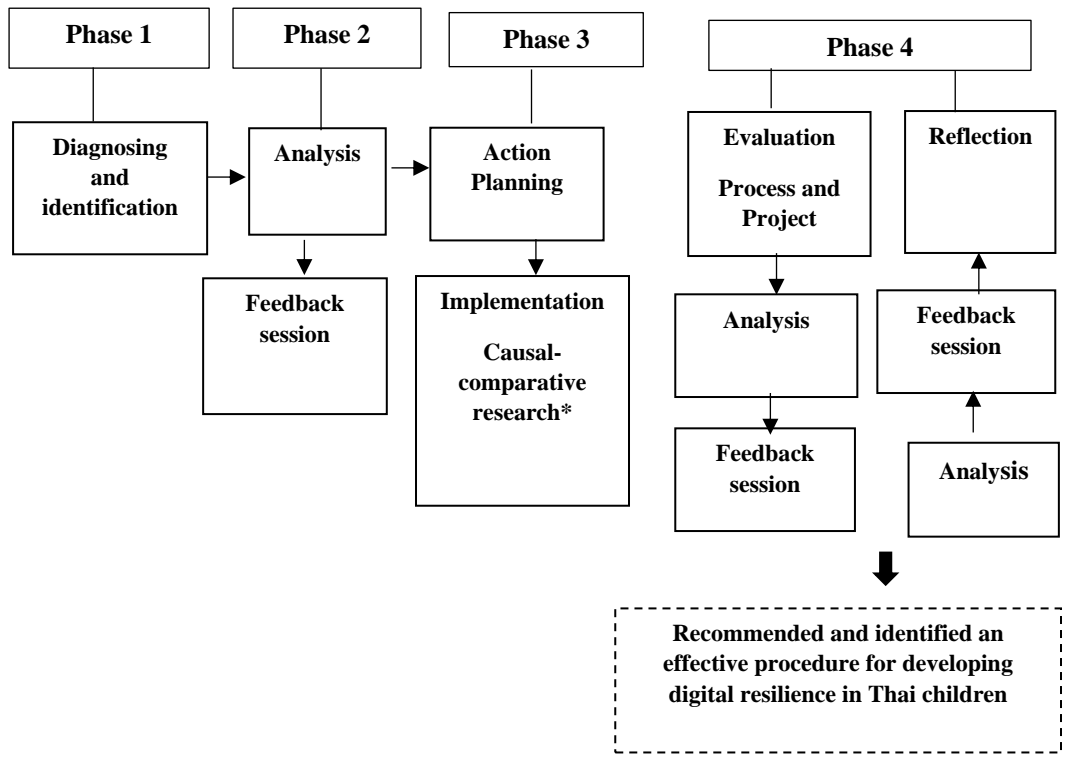 Phase 1
Phase 2
Phase 3
Phase 4
Diagnosing
and
identification
Analysis
Action
Planning
Evaluation
Process and
Project
Reflection
Feedback
session
Implementation
Causal-
comparative
research*
Analysis
Feedback
session
Feedback
session
Analysis
Recommended and identified an
effective procedure for developing
digital resilience in Thai children